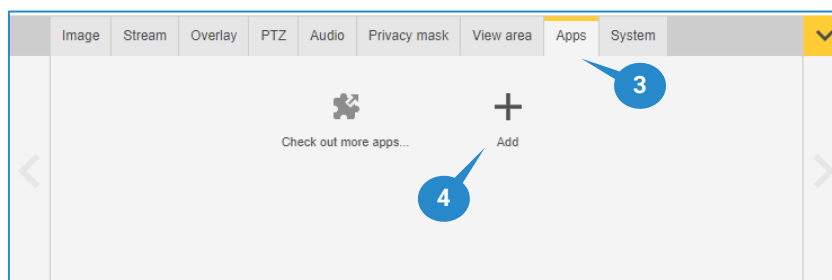 Image Stream Overlay PTZ Audio Privacy mask View area Apps System
3
Check out more apps... Add
4